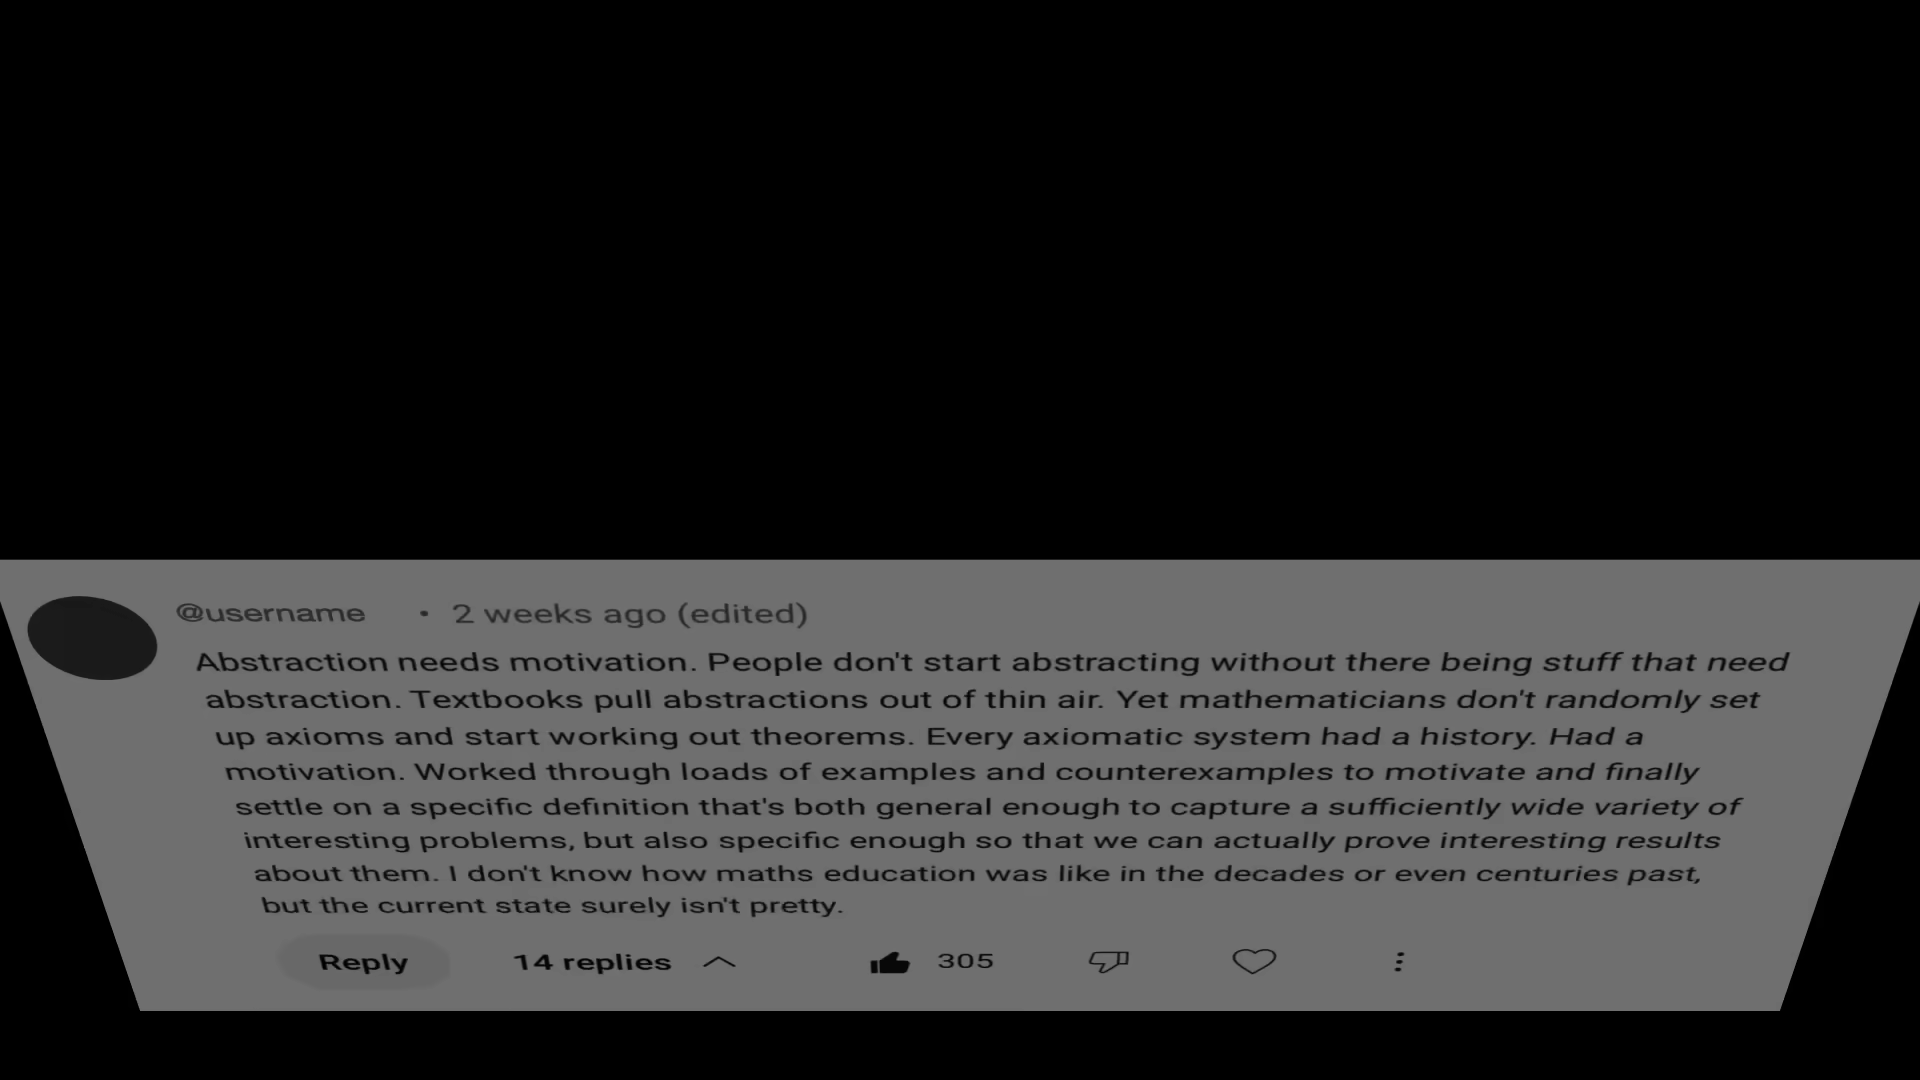 @username • 2 weeks ago (edited)
Abstraction needs motivation. People don't start abstracting without there being stuff that need
abstraction. Textbooks pull abstractions out of thin air. Yet mathematicians don't randomly set
up axioms and start working out theorems. Every axiomatic system had a history. Had a
motivation. Worked through loads of examples and counterexamples to motivate and finally
settle on a specific definition that's both general enough to capture a sufficiently wide variety of
interesting problems, but also specific enough so that we can actually prove interesting results
about them. I don't know how maths education was like in the decades or even centuries past,
but the current state surely isn't pretty.
Reply 14 replies 305